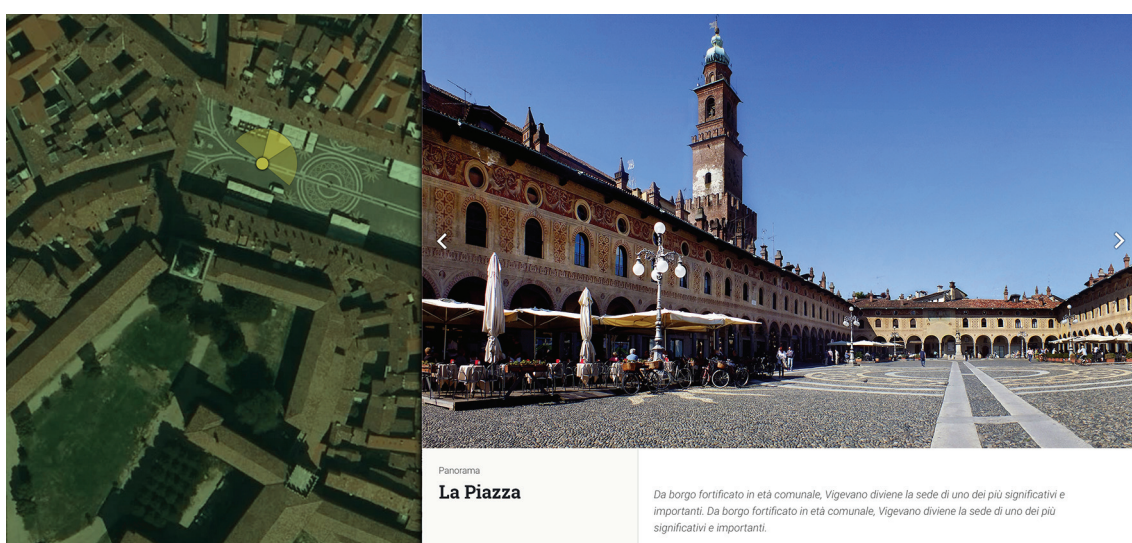 Panorama
La Piazza
Da borgo fortificato in età comunale, Vigevano diviene la sede di uno dei più significativi e
importanti. Da borgo fortificato in età comunale, Vigevano diviene la sede di uno dei più
significativi e importanti.